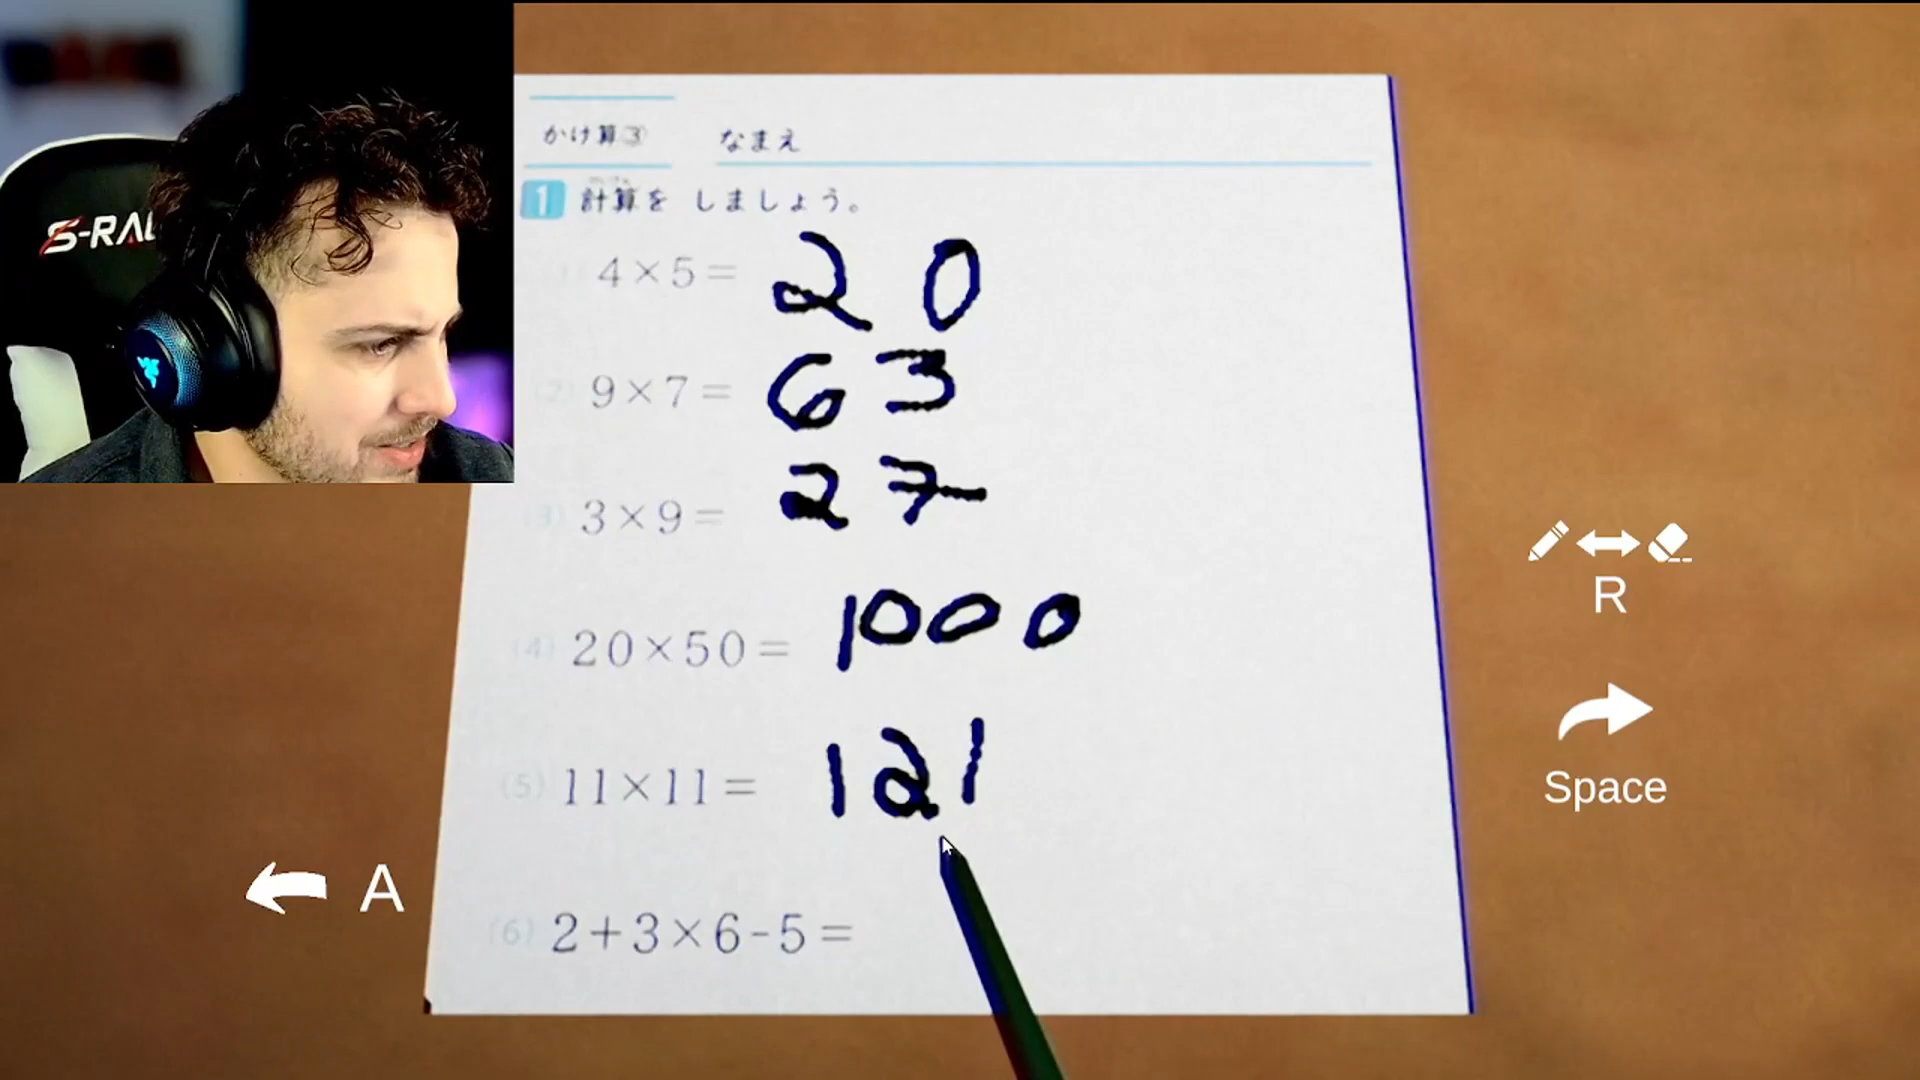 S-RAC
かけ算③ なまえ
1 計算を しましょう。
(1) 4×5= 20
(2) 9×7= 63
(3) 3×9= 27
(4) 20×50= 1000
(5) 11×11= 121
(6) 2+3×6-5=
R
Space
A